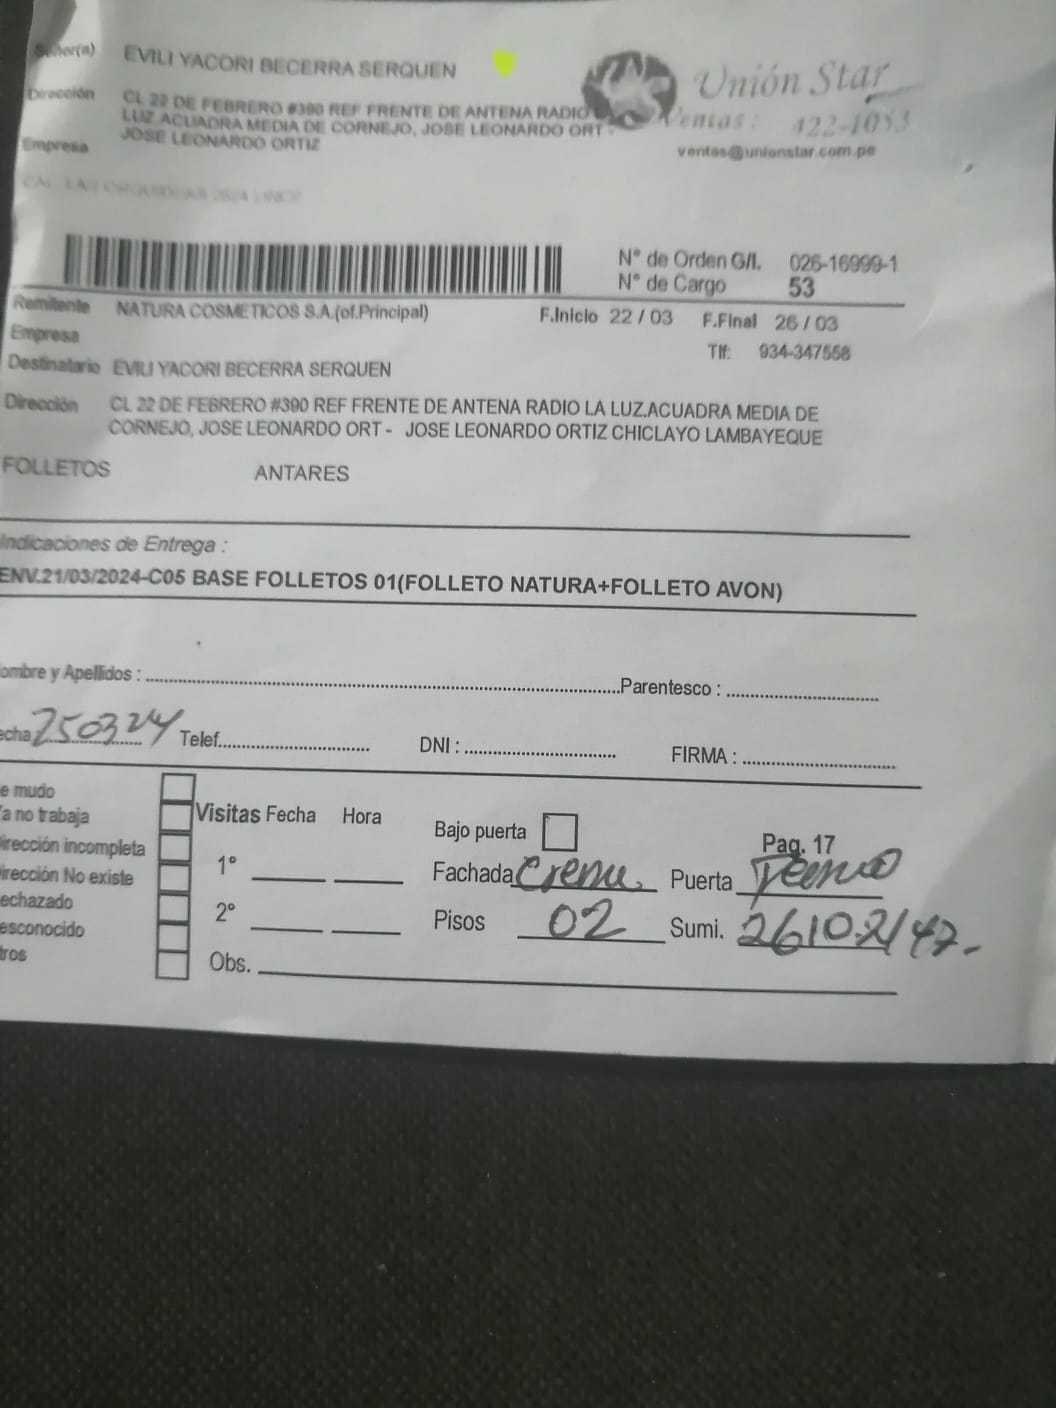 Señor(a) EVILI YACORI BECERRA SERQUEN
Unión Star
Dirección CL 22 DE FEBRERO #390 REF FRENTE DE ANTENA RADIO
LUZ ACUADRA MEDIA DE CORNEJO, JOSE LEONARDO ORT -
JOSE LEONARDO ORTIZ
Ventas: 422-1053
Empresa
ventas@unionstar.com.pe
N° de Orden G/I. 026-16999-1
N° de Cargo 53
Remitente NATURA COSMETICOS S.A.(of.Principal) F.Inicio 22 / 03 F.Final 26 / 03
Empresa
Tlf: 934-347558
Destinatario EVILI YACORI BECERRA SERQUEN
Dirección CL 22 DE FEBRERO #390 REF FRENTE DE ANTENA RADIO LA LUZ.ACUADRA MEDIA DE
CORNEJO, JOSE LEONARDO ORT - JOSE LEONARDO ORTIZ CHICLAYO LAMBAYEQUE
FOLLETOS ANTARES
Indicaciones de Entrega :
ENV.21/03/2024-C05 BASE FOLLETOS 01(FOLLETO NATURA+FOLLETO AVON)
ombre y Apellidos : Parentesco :
echa 250324 Telef. DNI : FIRMA :
e mudo
a no trabaja
irección incompleta
irección No existe
echazado
esconocido
tros
Visitas Fecha Hora
1°
2°
Obs.
Bajo puerta Pag. 17
Fachada Crema Puerta
Pisos 02 Sumi. 26102147-